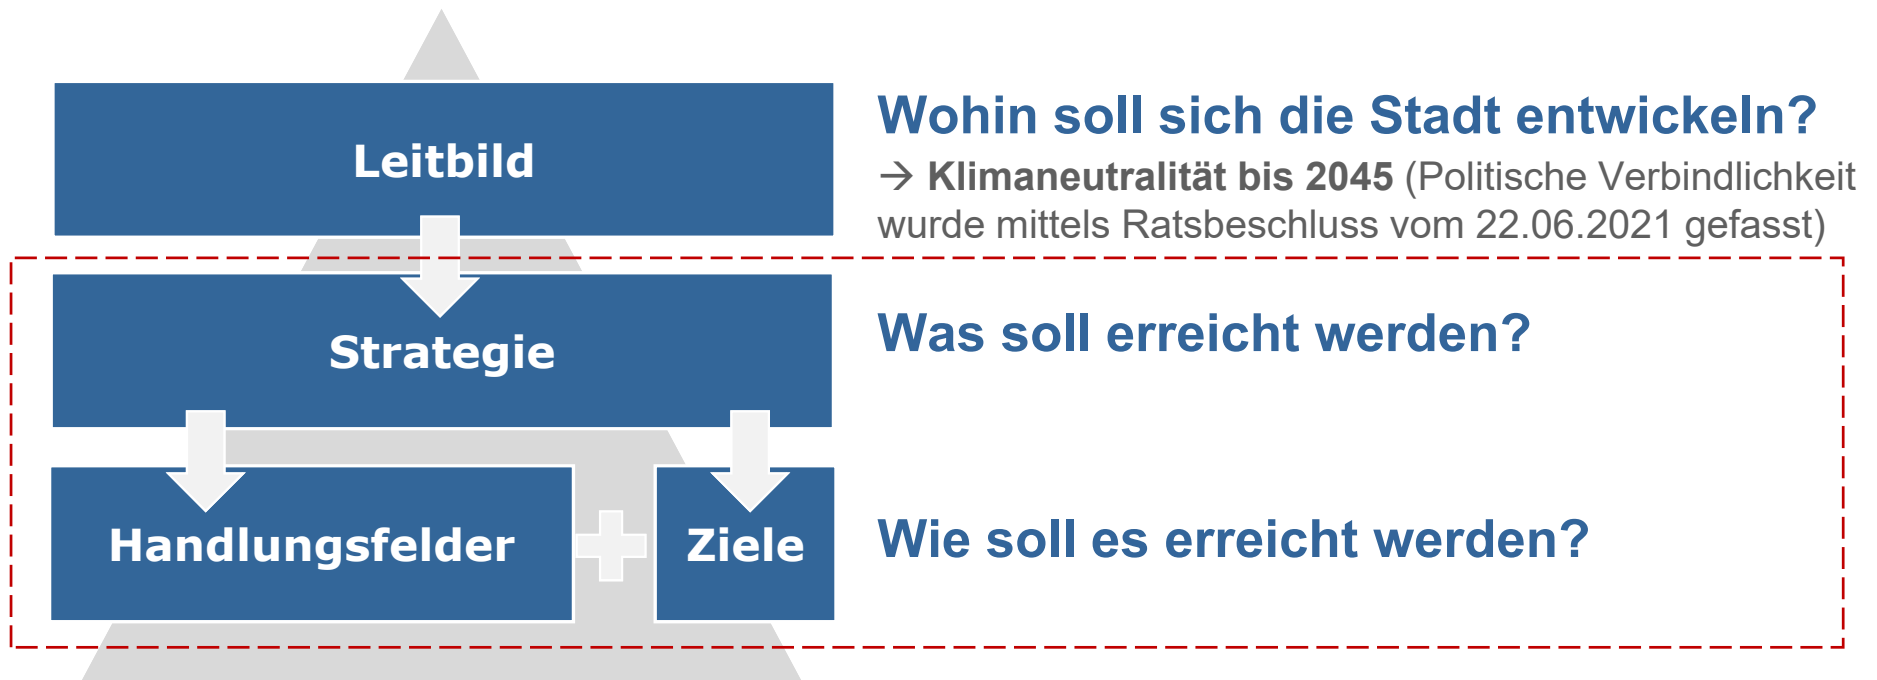 Leitbild
Wohin soll sich die Stadt entwickeln?
→ Klimaneutralität bis 2045 (Politische Verbindlichkeit
wurde mittels Ratsbeschluss vom 22.06.2021 gefasst)
Strategie
Was soll erreicht werden?
Handlungsfelder
Ziele
Wie soll es erreicht werden?